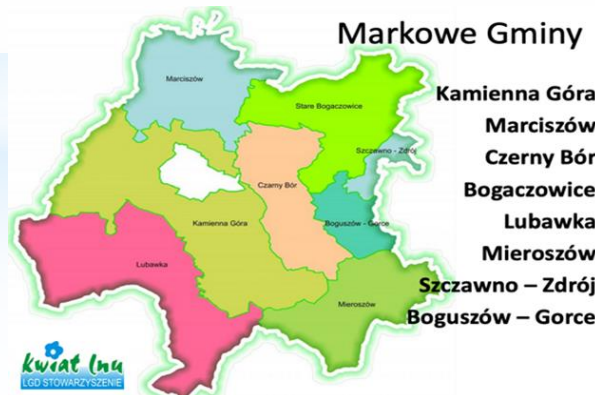 Markowe Gminy
Kamienna Góra
Marciszów
Czerny Bór
Bogaczowice
Lubawka
Mieroszów
Szczawno – Zdrój
Boguszów – Gorce
Marciszów
Stare Bogaczowice
Szczawno - Zdrój
Czarny Bór
Boguszów - Gorce
Kamienna Góra
Lubawka
Mieroszów
kwiat lnu
LGD STOWARZYSZENIE